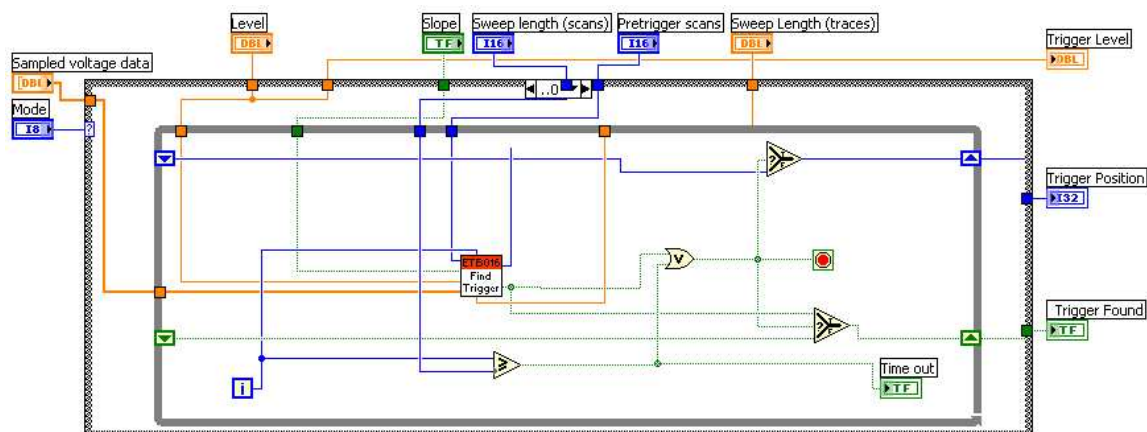 Level
Slope
Sweep length (scans)
Pretrigger scans
Sweep Length (traces)
Trigger Level
DBL
TF
I16
I16
DBL
DBL
Sampled voltage data
DBL
Mode
I8
?
..0
?
T
F
Trigger Position
I32
ETB016
Find
Trigger
V
?
T
F
Trigger Found
TF
≥
Time out
TF
i